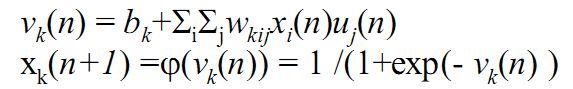 vₖ(n) = bₖ+ΣᵢΣⱼwₖᵢⱼxᵢ(n)uⱼ(n)
xₖ(n+1) =φ(vₖ(n)) = 1 /(1+exp(- vₖ(n) )